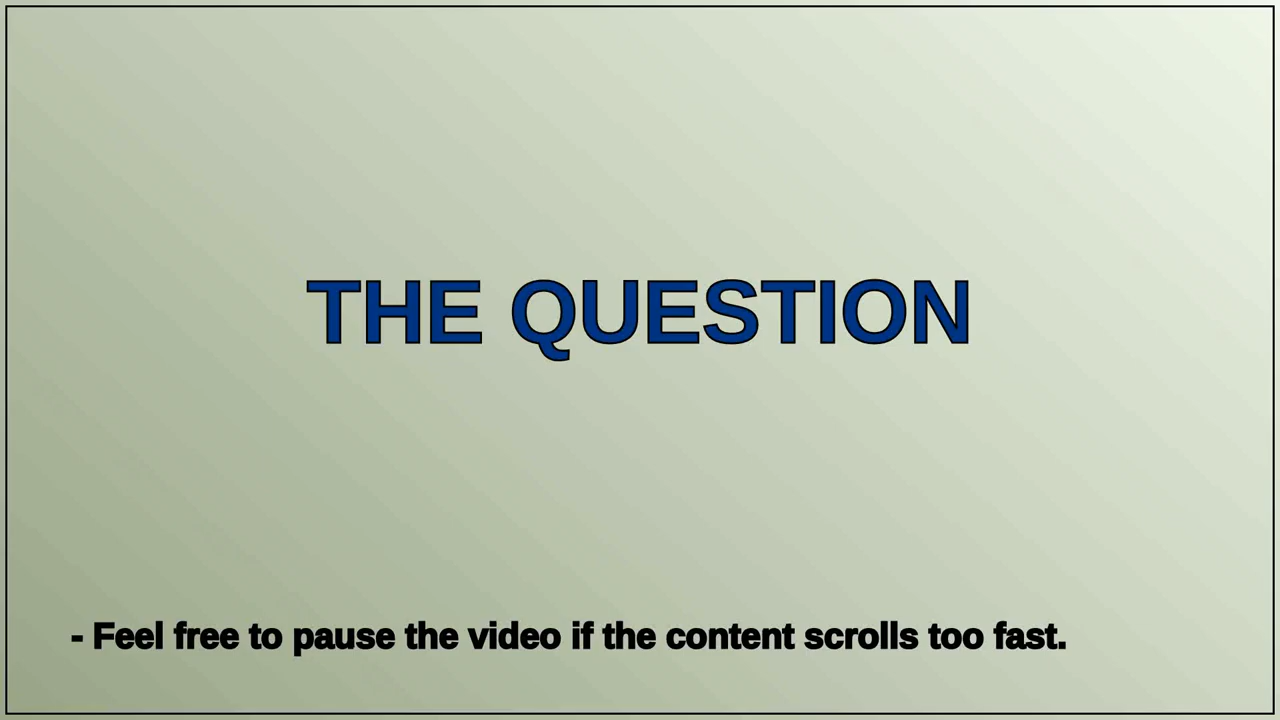 THE QUESTION
- Feel free to pause the video if the content scrolls too fast.